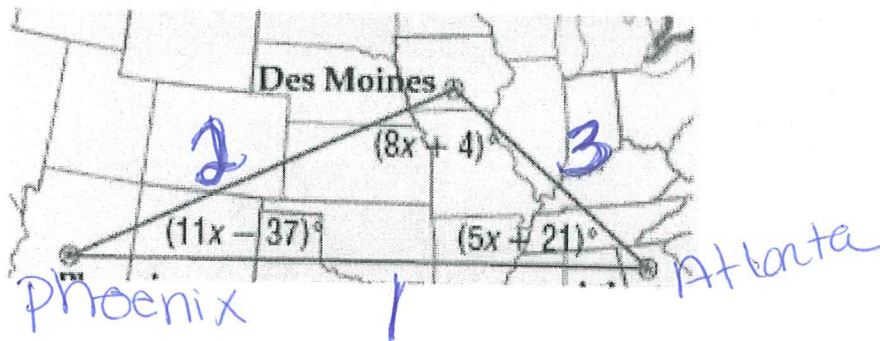 Des Moines
2
(8x + 4)°
3
(11x − 37)°
(5x + 21)°
Phoenix
1
Atlanta